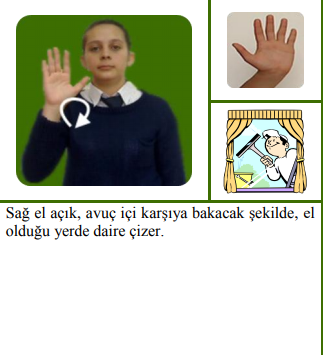 Sağ el açık, avuç içi karşıya bakacak şekilde, el
olduğu yerde daire çizer.